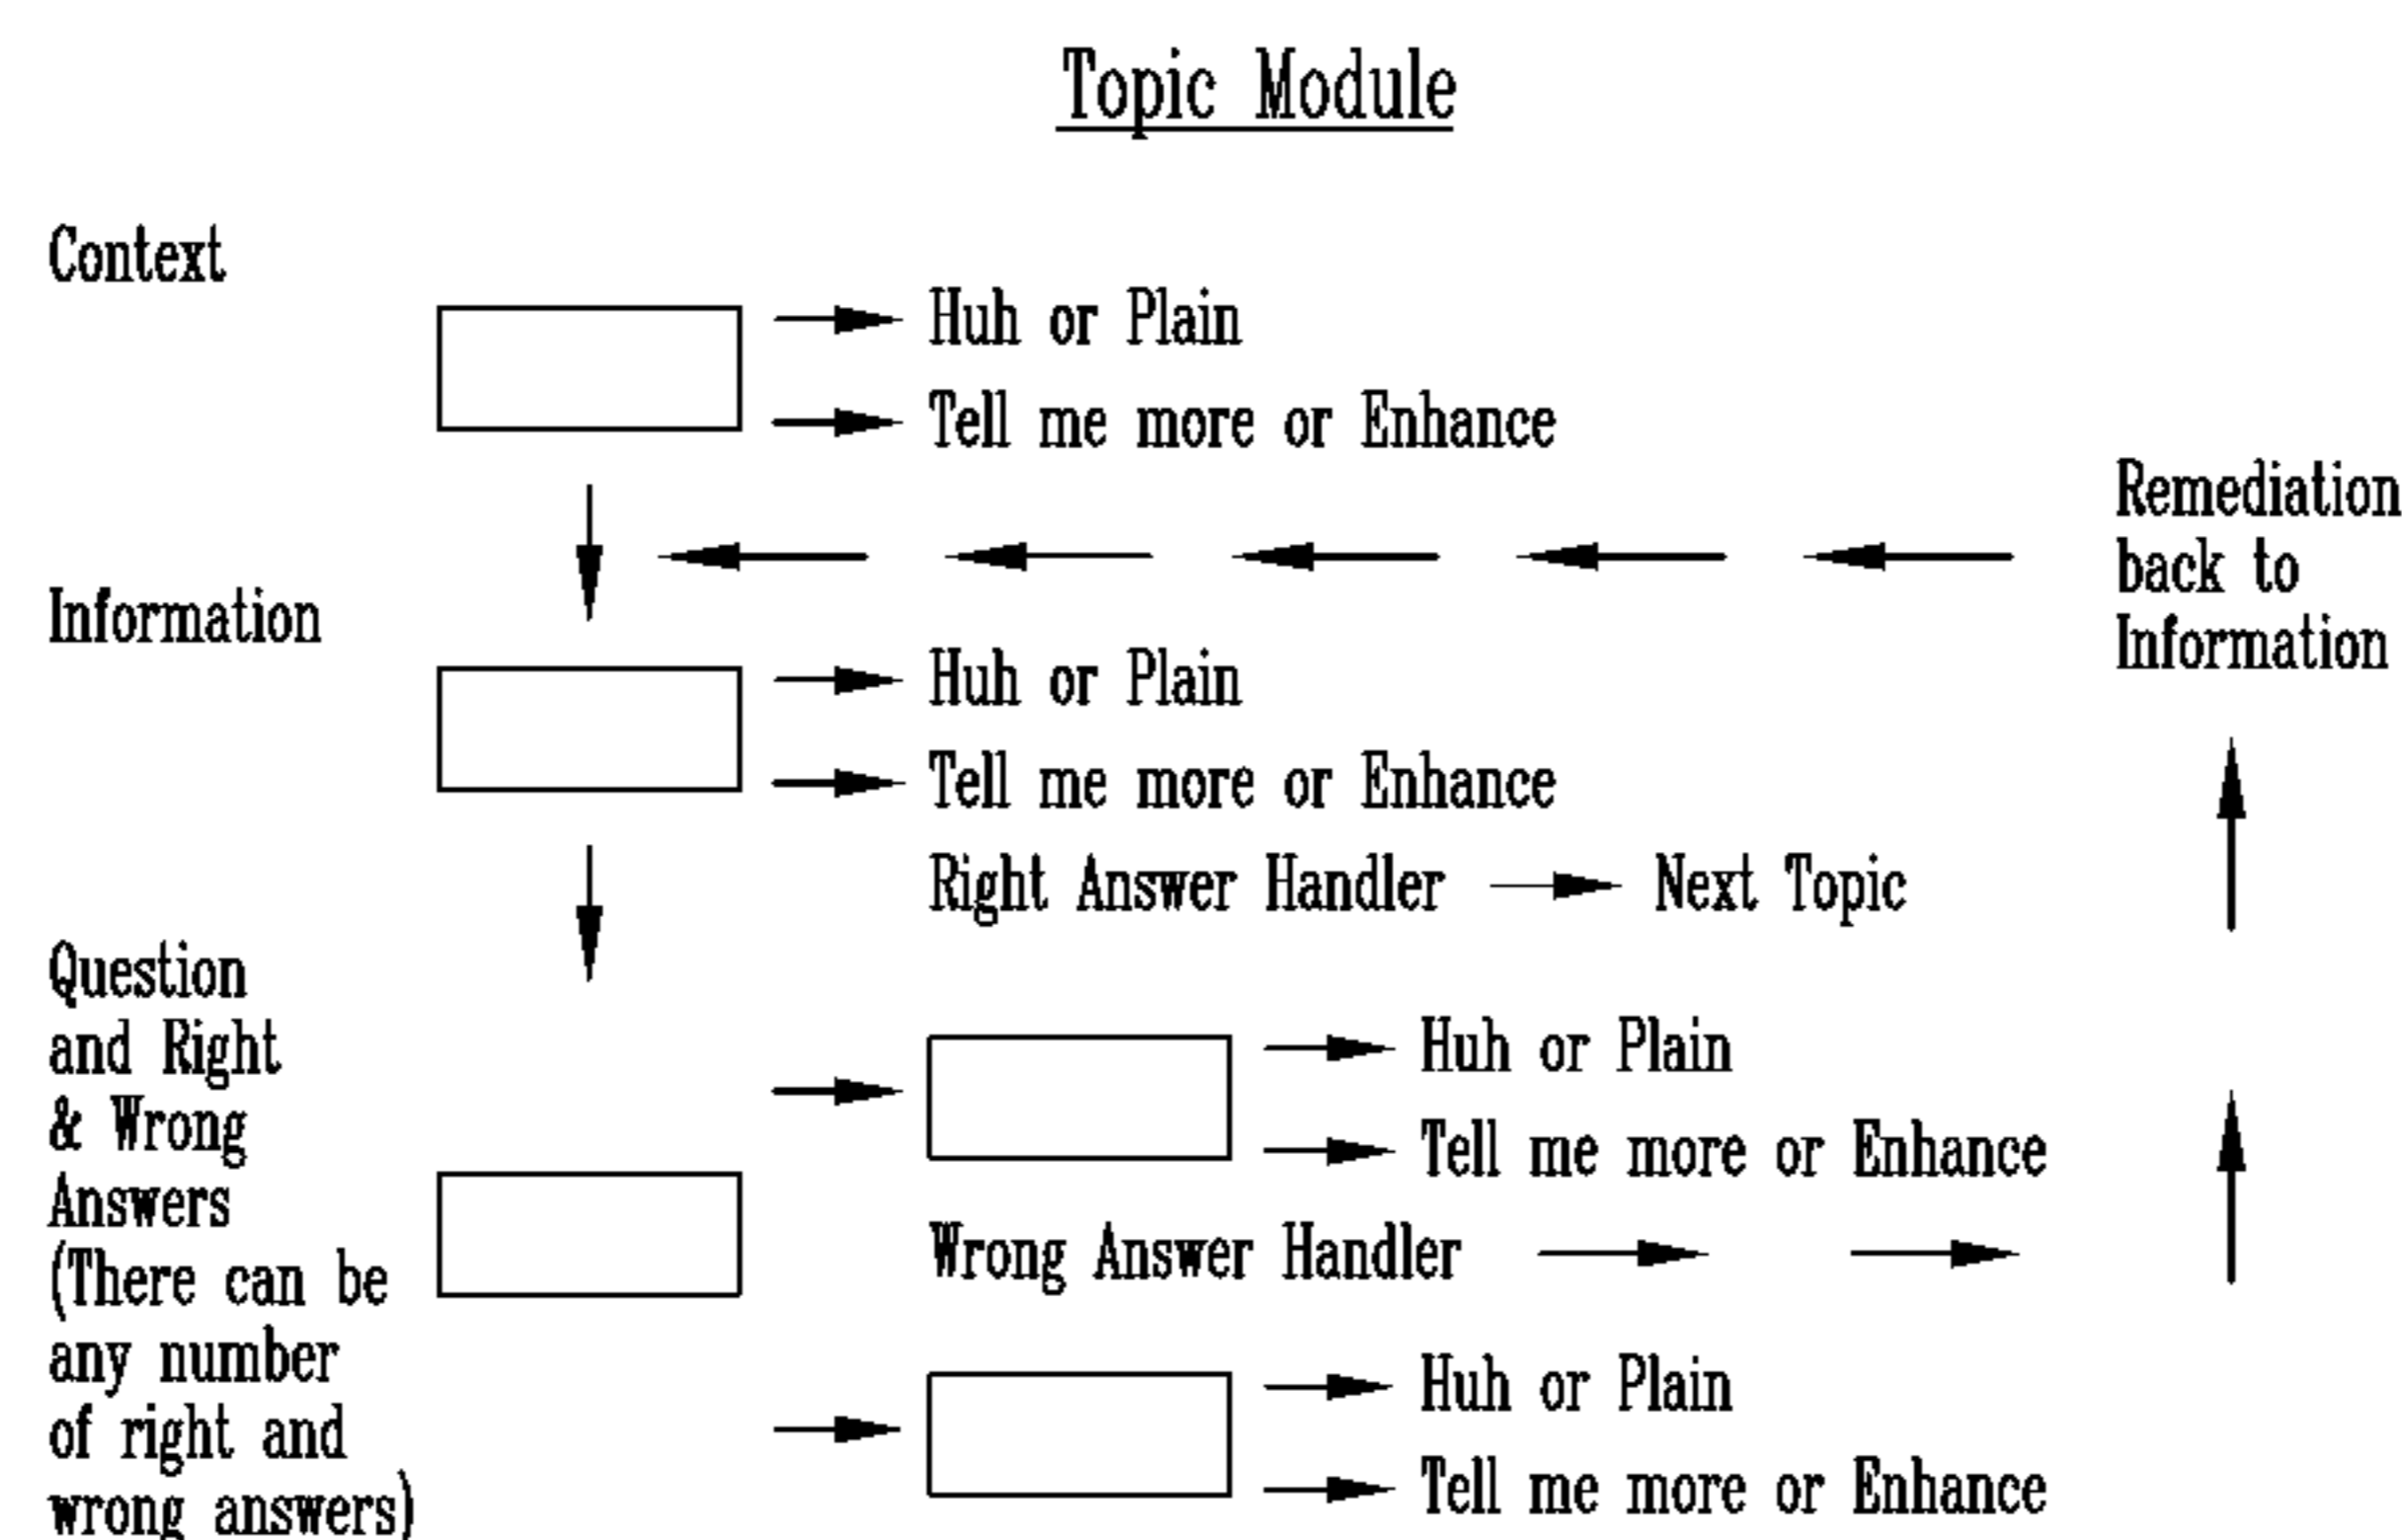 Topic Module
Context
Huh or Plain
Tell me more or Enhance
Remediation
back to
Information
Information
Huh or Plain
Tell me more or Enhance
Right Answer Handler
Next Topic
Question
and Right
& Wrong
Answers
(There can be
any number
of right and
wrong answers)
Huh or Plain
Tell me more or Enhance
Wrong Answer Handler
Huh or Plain
Tell me more or Enhance